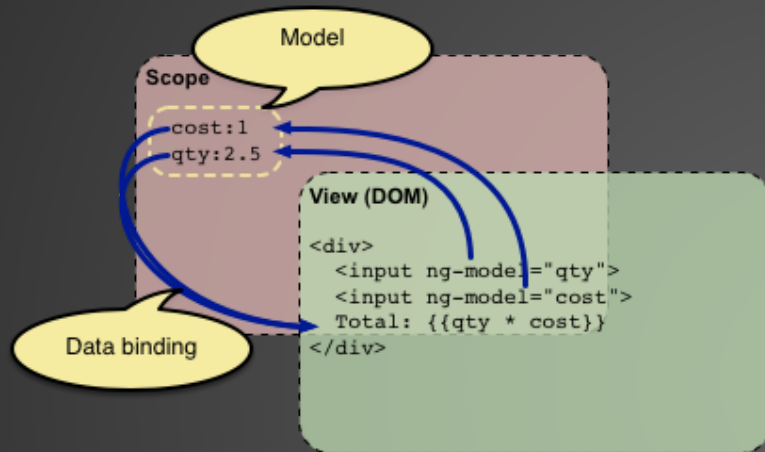 Model
Scope
cost:1
qty:2.5
View (DOM)
<div>
<input ng-model="qty">
<input ng-model="cost">
Total: {{qty * cost}}
</div>
Data binding